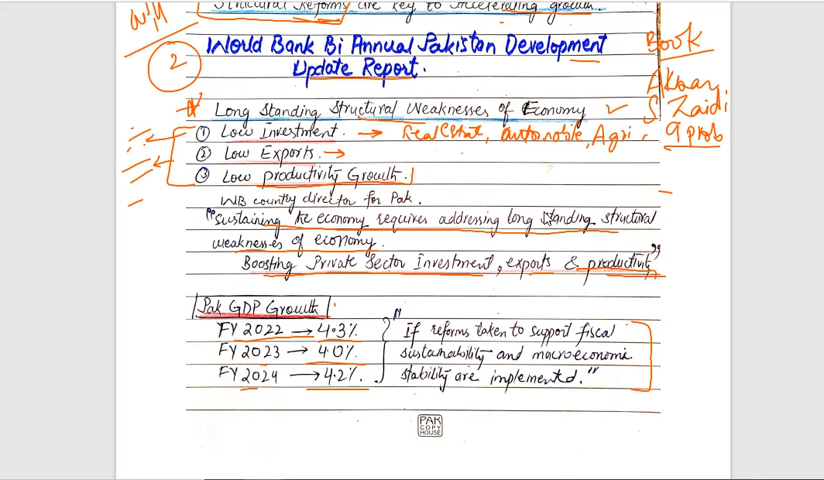 Structural Reforms are key to accelerating growth.
2
World Bank Bi Annual Pakistan Development
Update Report.
Book
Akbar
S Zaidi
9 prob
Long Standing Structural Weaknesses of Economy
① Low Investment. → Real Estat, automobile, Agri.
② Low Exports. →
③ Low productivity Growth.
WB country director for Pak.
"Sustaining the economy requires addressing long standing structural
weaknesses of economy.
Boosting Private Sector Investment, exports & productivity"
Pak GDP Growth
FY 2022 → 4.3%. "If reforms taken to support fiscal
FY 2023 → 4.0% sustainability and macroeconomic
FY 2024 → 4.2%. stability are implemented."
PAK
COPY
HOUSE